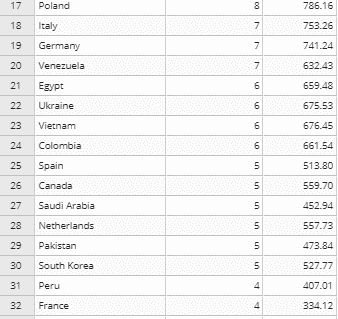 17 Poland 8 786.16
18 Italy 7 753.26
19 Germany 7 741.24
20 Venezuela 7 632.43
21 Egypt 6 659.48
22 Ukraine 6 675.53
23 Vietnam 6 676.45
24 Colombia 6 661.54
25 Spain 5 513.80
26 Canada 5 559.70
27 Saudi Arabia 5 452.94
28 Netherlands 5 557.73
29 Pakistan 5 473.84
30 South Korea 5 527.77
31 Peru 4 407.01
32 France 4 334.12